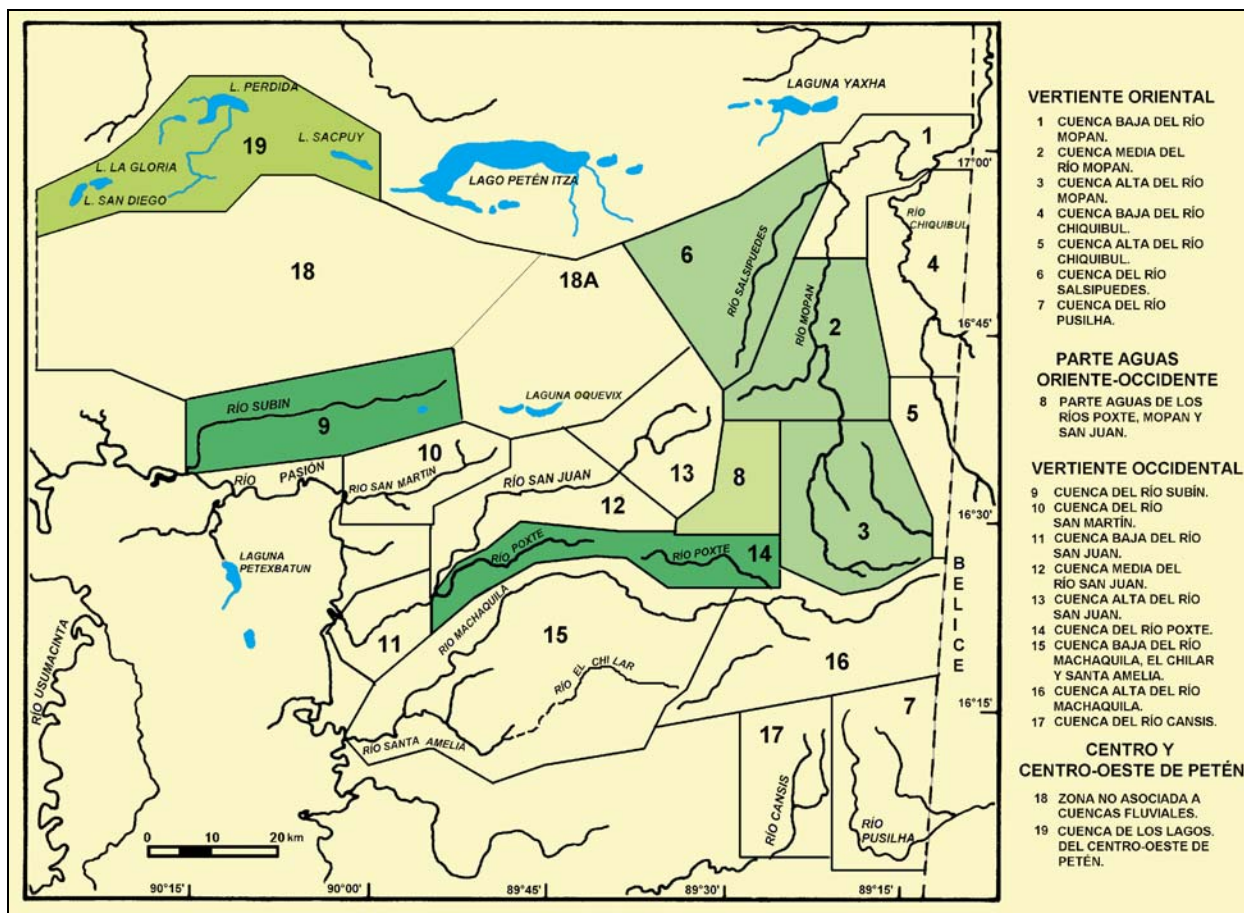 L. PERDIDA
LAGUNA YAXHA
VERTIENTE ORIENTAL
1 CUENCA BAJA DEL RÍO
MOPAN.
2 CUENCA MEDIA DEL
RÍO MOPAN.
3 CUENCA ALTA DEL RÍO
MOPAN.
4 CUENCA BAJA DEL RÍO
CHIQUIBUL.
5 CUENCA ALTA DEL RÍO
CHIQUIBUL.
6 CUENCA DEL RÍO
SALSIPUEDES.
7 CUENCA DEL RÍO
PUSILHA.
PARTE AGUAS
ORIENTE-OCCIDENTE
8 PARTE AGUAS DE LOS
RÍOS POXTE, MOPAN Y
SAN JUAN.
VERTIENTE OCCIDENTAL
9 CUENCA DEL RÍO SUBÍN.
10 CUENCA DEL RÍO
SAN MARTÍN.
11 CUENCA BAJA DEL RÍO
SAN JUAN.
12 CUENCA MEDIA DEL
RÍO SAN JUAN.
13 CUENCA ALTA DEL RÍO
SAN JUAN.
14 CUENCA DEL RÍO POXTE.
15 CUENCA BAJA DEL RÍO
MACHAQUILA, EL CHILAR
Y SANTA AMELIA.
16 CUENCA ALTA DEL RÍO
MACHAQUILA.
17 CUENCA DEL RÍO CANSIS.
CENTRO Y
CENTRO-OESTE DE PETÉN
18 ZONA NO ASOCIADA A
CUENCAS FLUVIALES.
19 CUENCA DE LOS LAGOS.
DEL CENTRO-OESTE DE
PETÉN.
1
L. SACPUY
19
17°00'
L. LA GLORIA
LAGO PETÉN ITZA
L. SAN DIEGO
RÍO
CHIQUIBUL
6
4
18
18A
RÍO SALSIPUEDES
RÍO MOPAN
2
16°45'
LAGUNA OQUEVIX
RÍO SUBIN
9
5
10
RÍO PASIÓN
RIO SAN MARTIN
RÍO SAN JUAN
13
8
12
16°30'
3
RÍO POXTE
RÍO POXTE
14
LAGUNA
PETEXBATUN
BELICE
RIO MACHAQUILA
11
15
16
RÍO EL CHILAR
RÍO USUMACINTA
16°15'
7
RÍO SANTA AMELIA
17
RÍO CANSIS
RÍO
PUSILHA
0 10 20 km
90°15'
90°00'
89°45'
89°30'
89°15'